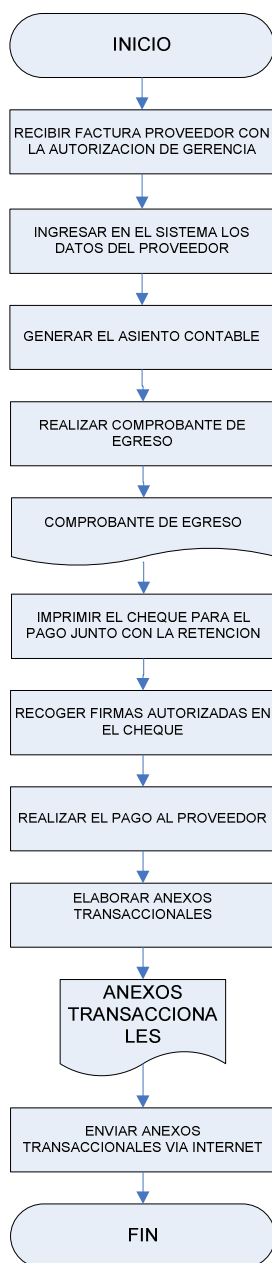 INICIO
RECIBIR FACTURA PROVEEDOR CON
LA AUTORIZACION DE GERENCIA
INGRESAR EN EL SISTEMA LOS
DATOS DEL PROVEEDOR
GENERAR EL ASIENTO CONTABLE
REALIZAR COMPROBANTE DE
EGRESO
COMPROBANTE DE EGRESO
IMPRIMIR EL CHEQUE PARA EL
PAGO JUNTO CON LA RETENCION
RECOGER FIRMAS AUTORIZADAS EN
EL CHEQUE
REALIZAR EL PAGO AL PROVEEDOR
ELABORAR ANEXOS
TRANSACCIONALES
ANEXOS
TRANSACCIONA
LES
ENVIAR ANEXOS
TRANSACCIONALES VIA INTERNET
FIN